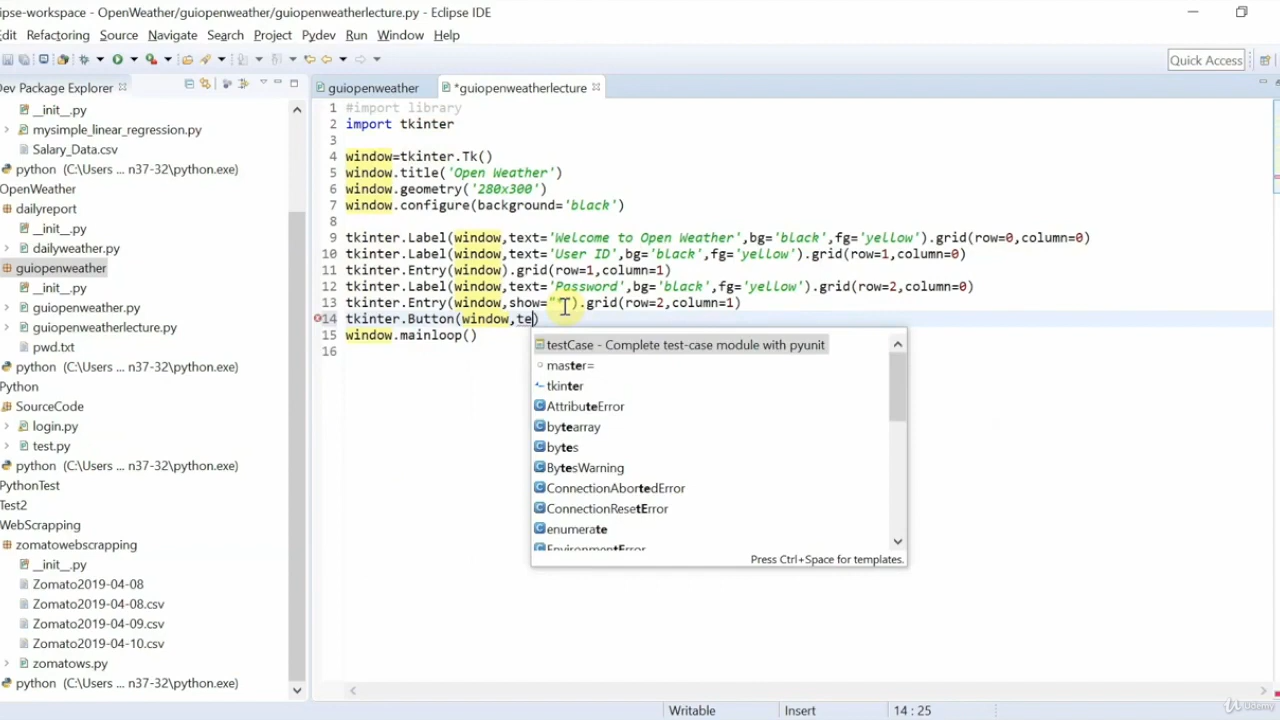 ipse-workspace - OpenWeather/guiopenweather/guiopenweatherlecture.py - Eclipse IDE
Edit Refactoring Source Navigate Search Project Pydev Run Window Help
Quick Access
Dev Package Explorer
guiopenweather
*guiopenweatherlecture
__init__.py
mysimple_linear_regression.py
Salary_Data.csv
python (C:\Users ... n37-32\python.exe)
OpenWeather
dailyreport
__init__.py
dailyweather.py
guiopenweather
__init__.py
guiopenweather.py
guiopenweatherlecture.py
pwd.txt
python (C:\Users ... n37-32\python.exe)
Python
SourceCode
login.py
test.py
python (C:\Users ... n37-32\python.exe)
PythonTest
Test2
WebScrapping
zomatowebscrapping
__init__.py
Zomato2019-04-08
Zomato2019-04-08.csv
Zomato2019-04-09.csv
Zomato2019-04-10.csv
zomatows.py
python (C:\Users ... n37-32\python.exe)
1 #import library
2 import tkinter
3
4 window=tkinter.Tk()
5 window.title('Open Weather')
6 window.geometry('280x300')
7 window.configure(background='black')
8
9 tkinter.Label(window,text='Welcome to Open Weather',bg='black',fg='yellow').grid(row=0,column=0)
10 tkinter.Label(window,text='User ID',bg='black',fg='yellow').grid(row=1,column=0)
11 tkinter.Entry(window).grid(row=1,column=1)
12 tkinter.Label(window,text='Password',bg='black',fg='yellow').grid(row=2,column=0)
13 tkinter.Entry(window,show="*").grid(row=2,column=1)
14 tkinter.Button(window,te)
15 window.mainloop()
16
testCase - Complete test-case module with pyunit
master=
tkinter
AttributeError
bytearray
bytes
BytesWarning
ConnectionAbortedError
ConnectionResetError
enumerate
EnvironmentError
Press Ctrl+Space for templates.
Writable
Insert
14 : 25
Udemy